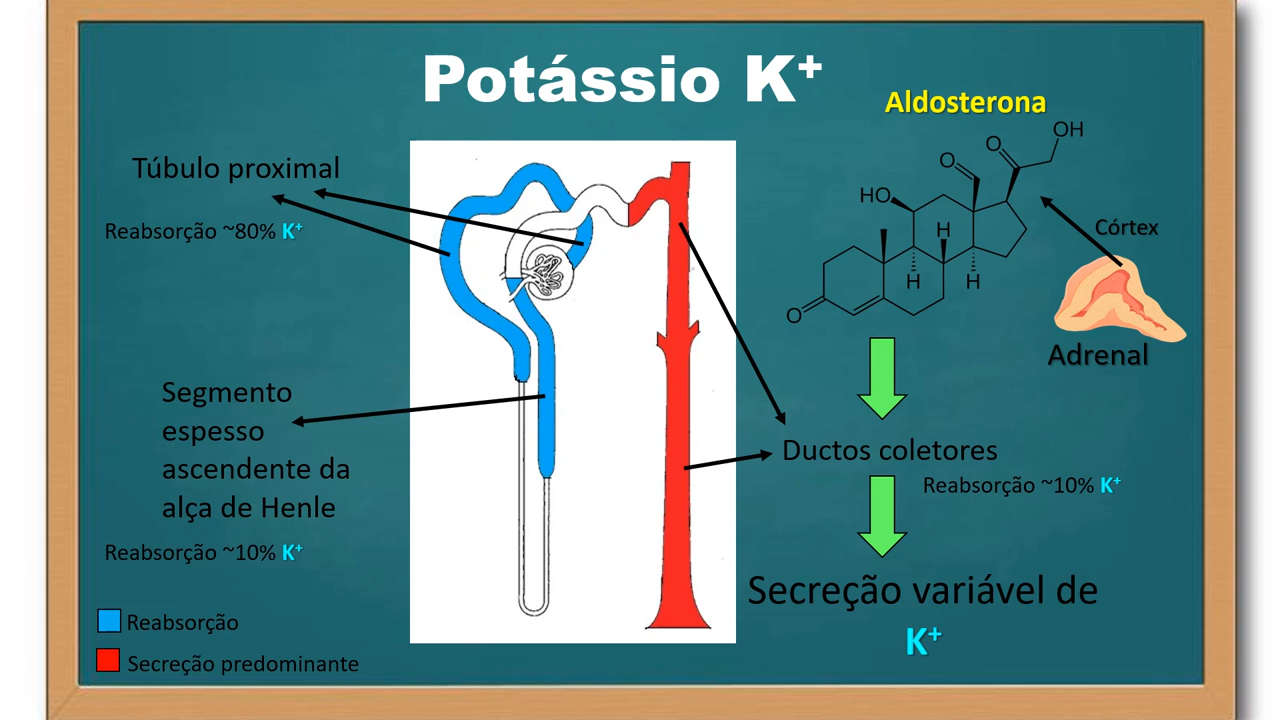 Potássio K⁺
Aldosterona
Túbulo proximal
Reabsorção ~80% K⁺
Segmento
espesso
ascendente da
alça de Henle
Reabsorção ~10% K⁺
Reabsorção
Secreção predominante
OH
O
O
HO
H
H
H
O
Córtex
Adrenal
Ductos coletores
Reabsorção ~10% K⁺
Secreção variável de
K⁺